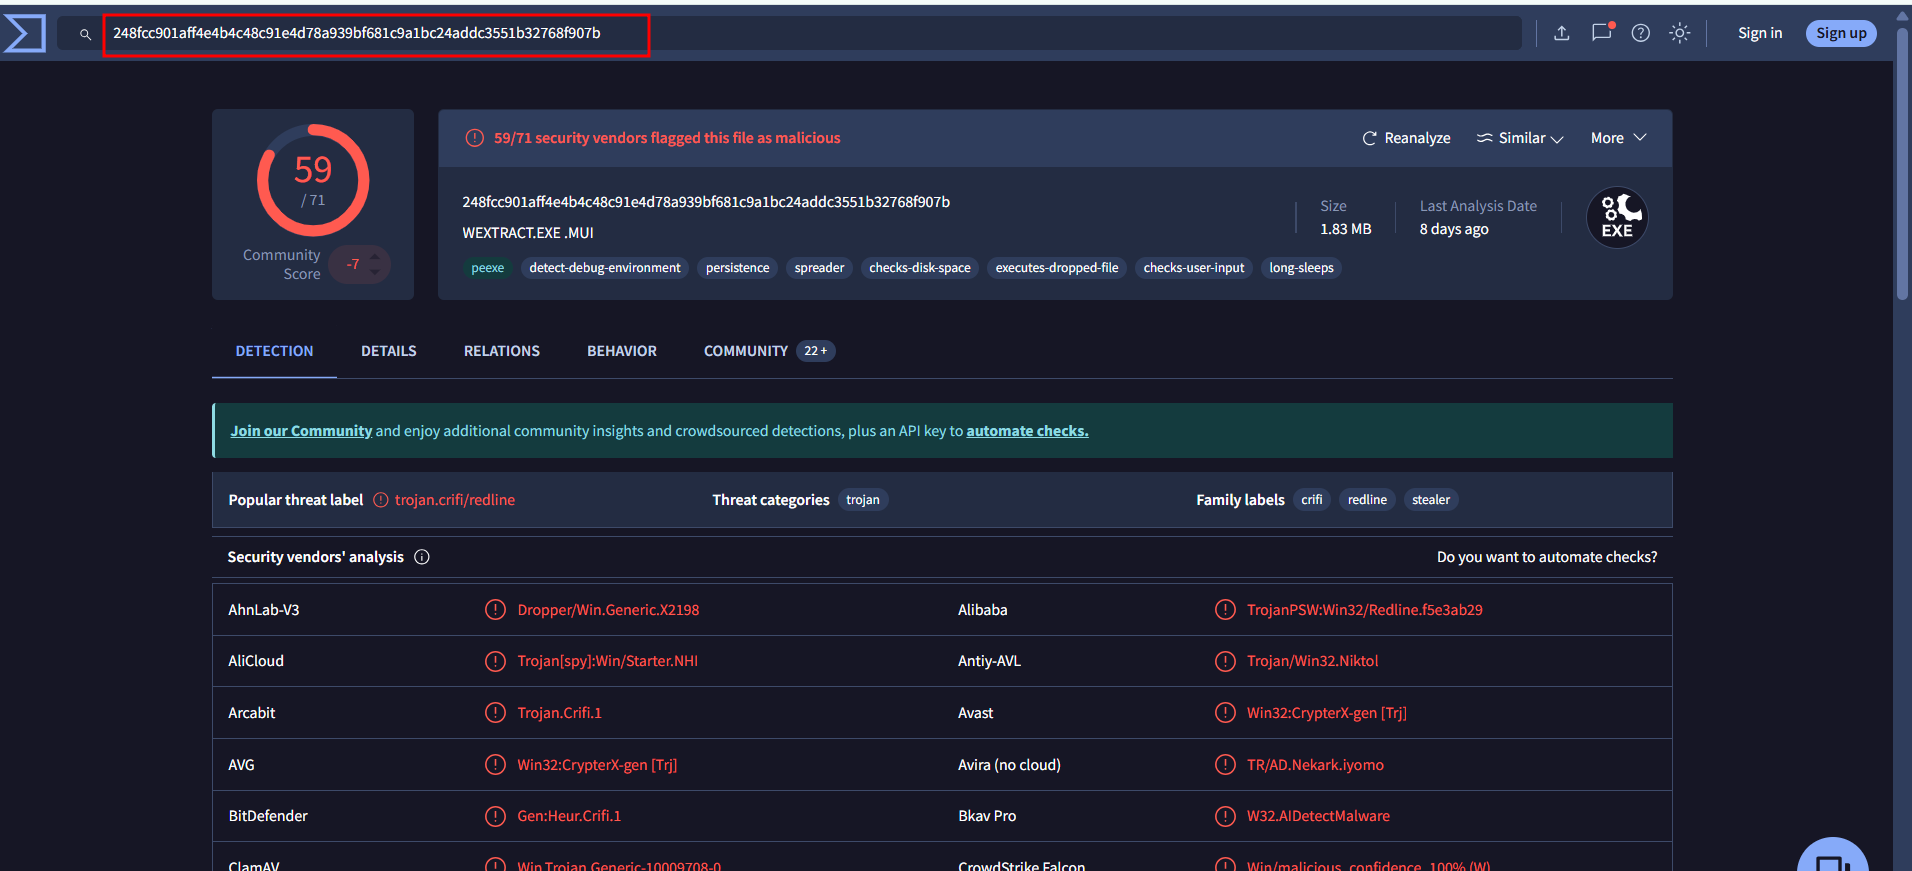 248fcc901aff4e4b4c48c91e4d78a939bf681c9a1bc24addc3551b32768f907b
Sign in
Sign up
59
/ 71
Community
Score
-7
59/71 security vendors flagged this file as malicious
Reanalyze
Similar
More
248fcc901aff4e4b4c48c91e4d78a939bf681c9a1bc24addc3551b32768f907b
WEXTRACT.EXE .MUI
peexe
detect-debug-environment
persistence
spreader
checks-disk-space
executes-dropped-file
checks-user-input
long-sleeps
Size
1.83 MB
Last Analysis Date
8 days ago
EXE
DETECTION
DETAILS
RELATIONS
BEHAVIOR
COMMUNITY
22 +
Join our Community and enjoy additional community insights and crowdsourced detections, plus an API key to automate checks.
Popular threat label
trojan.crifi/redline
Threat categories
trojan
Family labels
crifi
redline
stealer
Security vendors' analysis
Do you want to automate checks?
AhnLab-V3
Dropper/Win.Generic.X2198
Alibaba
TrojanPSW:Win32/Redline.f5e3ab29
AliCloud
Trojan[spy]:Win/Starter.NHI
Antiy-AVL
Trojan/Win32.Niktol
Arcabit
Trojan.Crifi.1
Avast
Win32:CrypterX-gen [Trj]
AVG
Win32:CrypterX-gen [Trj]
Avira (no cloud)
TR/AD.Nekark.iyomo
BitDefender
Gen:Heur.Crifi.1
Bkav Pro
W32.AIDetectMalware
ClamAV
Win.Trojan.Generic-10009708-0
CrowdStrike Falcon
Win/malicious_confidence_100% (W)